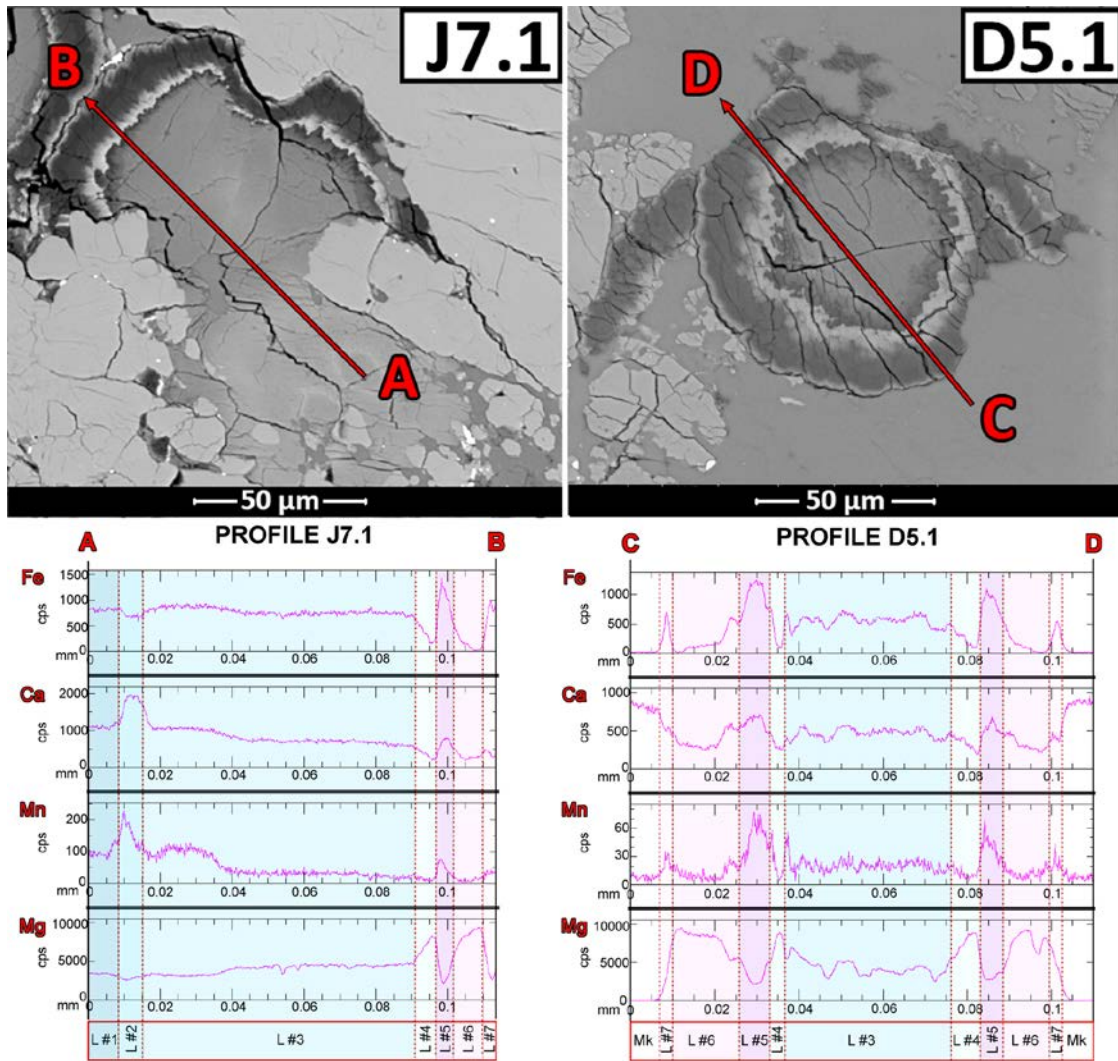 J7.1
D5.1
B
A
D
C
50 µm
50 µm
A PROFILE J7.1 B
Fe
1500
1000
500
0
cps
mm 0 0.02 0.04 0.06 0.08 0.1
Ca
2000
1000
0
cps
mm 0 0.02 0.04 0.06 0.08 0.1
Mn
200
100
0
cps
mm 0 0.02 0.04 0.06 0.08 0.1
Mg
10000
5000
0
cps
mm 0 0.02 0.04 0.06 0.08 0.1
L #1 L #2 L #3 L #4 L #5 L #6 L #7
C PROFILE D5.1 D
Fe
1000
500
0
cps
mm 0 0.02 0.04 0.06 0.08 0.1
Ca
1000
500
0
cps
mm 0 0.02 0.04 0.06 0.08 0.1
Mn
60
30
0
cps
mm 0 0.02 0.04 0.06 0.08 0.1
Mg
10000
5000
0
cps
mm 0 0.02 0.04 0.06 0.08 0.1
Mk L #7 L #6 L #5 L #4 L #3 L #4 L #5 L #6 L #7 Mk